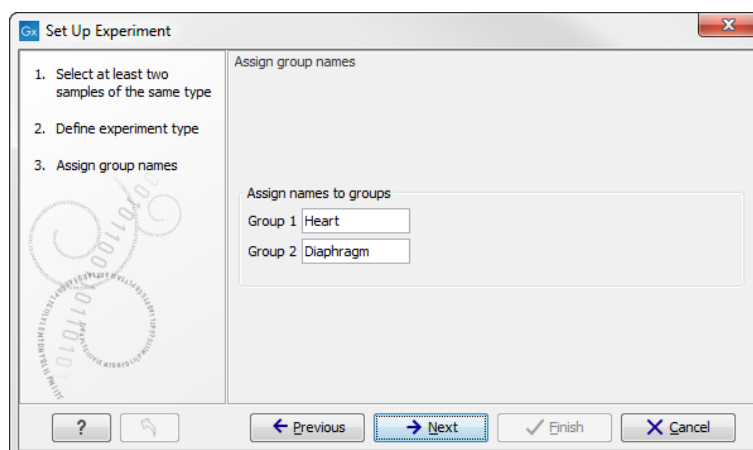 Gx Set Up Experiment
X
1. Select at least two
samples of the same type
2. Define experiment type
3. Assign group names
Assign group names
Assign names to groups
Group 1 Heart
Group 2 Diaphragm
? Previous Next Finish Cancel